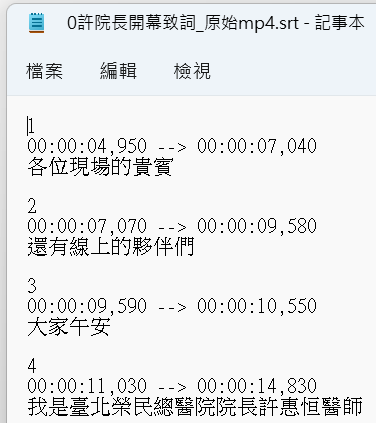 0許院長開幕致詞_原始mp4.srt - 記事本
檔案 編輯 檢視
1
00:00:04,950 --> 00:00:07,040
各位現場的貴賓
2
00:00:07,070 --> 00:00:09,580
還有線上的夥伴們
3
00:00:09,590 --> 00:00:10,550
大家午安
4
00:00:11,030 --> 00:00:14,830
我是臺北榮民總醫院院長許惠恒醫師